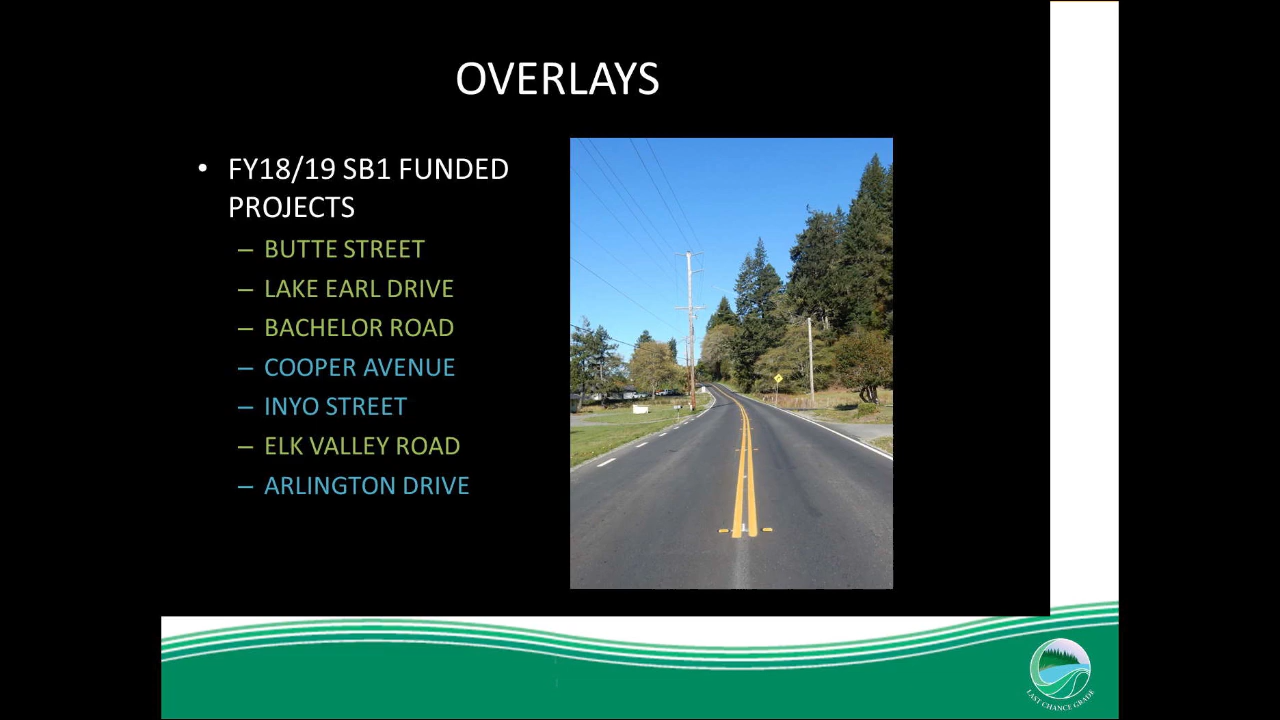 OVERLAYS
• FY18/19 SB1 FUNDED
PROJECTS
– BUTTE STREET
– LAKE EARL DRIVE
– BACHELOR ROAD
– COOPER AVENUE
– INYO STREET
– ELK VALLEY ROAD
– ARLINGTON DRIVE
LAST CHANCE GRADE